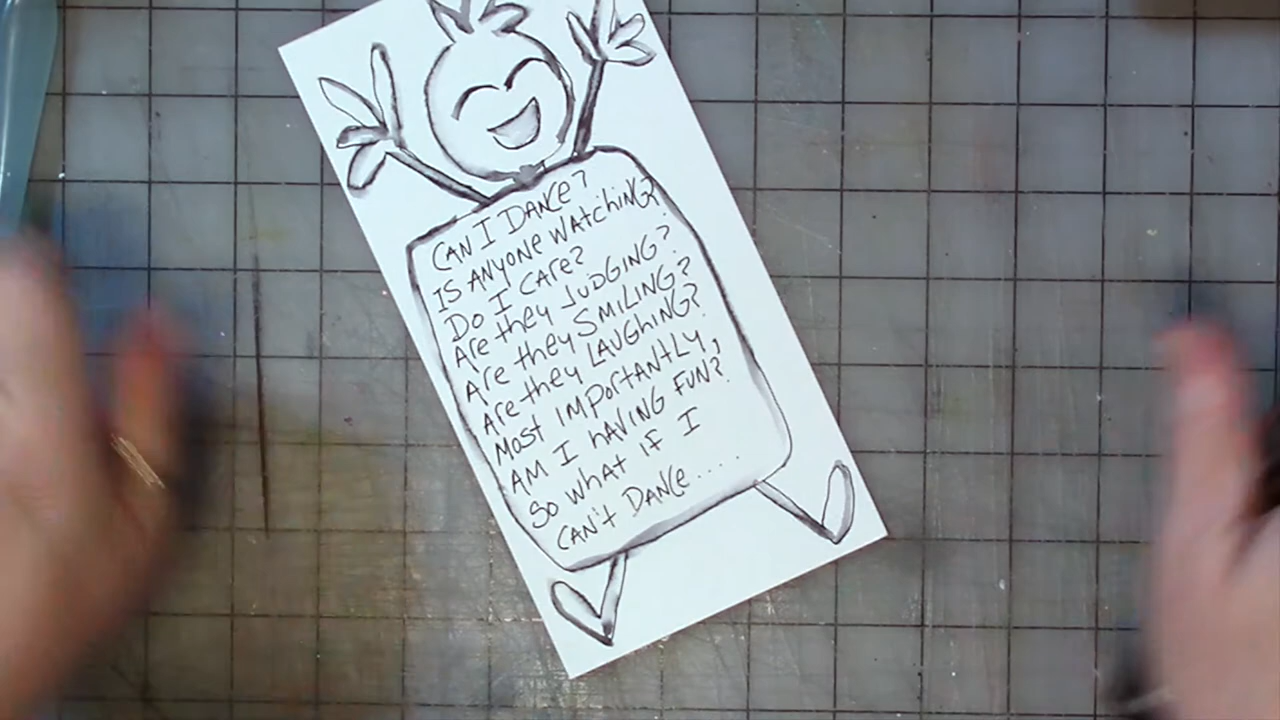 CAN I DANCE?
IS ANYONE WATCHING?
DO I CARE?
ARE THEY JUDGING?
ARE THEY SMILING?
ARE THEY LAUGHING?
MOST IMPORTANTLY,
AM I HAVING FUN?
SO WHAT IF I
CAN'T DANCE.....